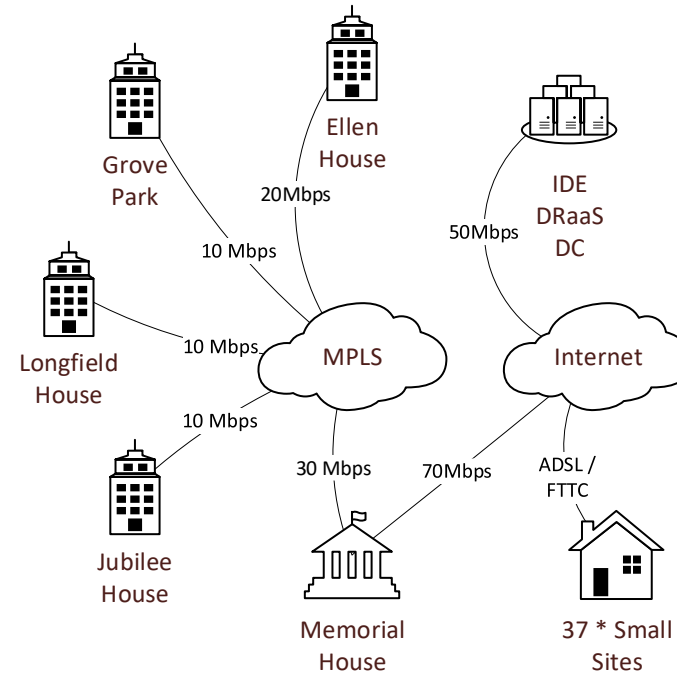 Ellen
House
Grove
Park
20Mbps
IDE
DRaaS
DC
50Mbps
10 Mbps
Longfield
House
10 Mbps
MPLS
Internet
10 Mbps
30 Mbps
70Mbps
ADSL /
FTTC
Jubilee
House
Memorial
House
37 * Small
Sites